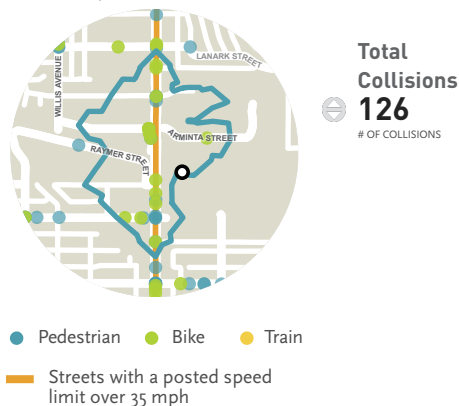 LANARK STREET
WILLIS AVENUE
ARMINTA STREET
RAYMER STREET
Total
Collisions
126
# OF COLLISIONS
Pedestrian
Bike
Train
Streets with a posted speed
limit over 35 mph